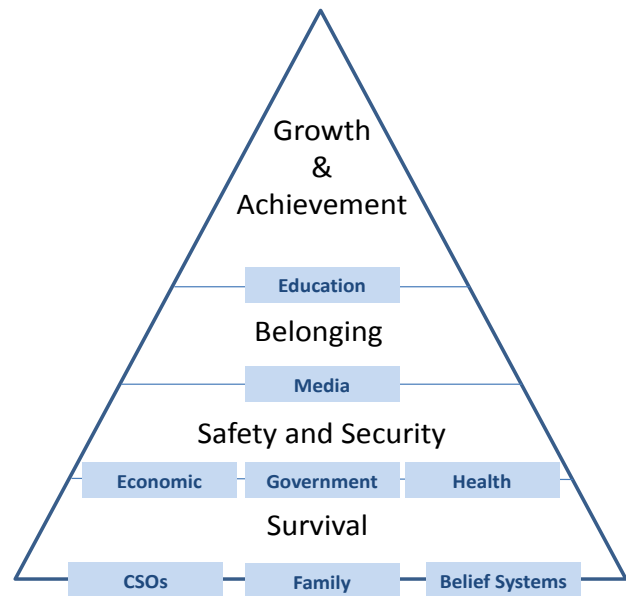 Growth
&
Achievement
Education
Belonging
Media
Safety and Security
Economic Government Health
Survival
CSOs Family Belief Systems